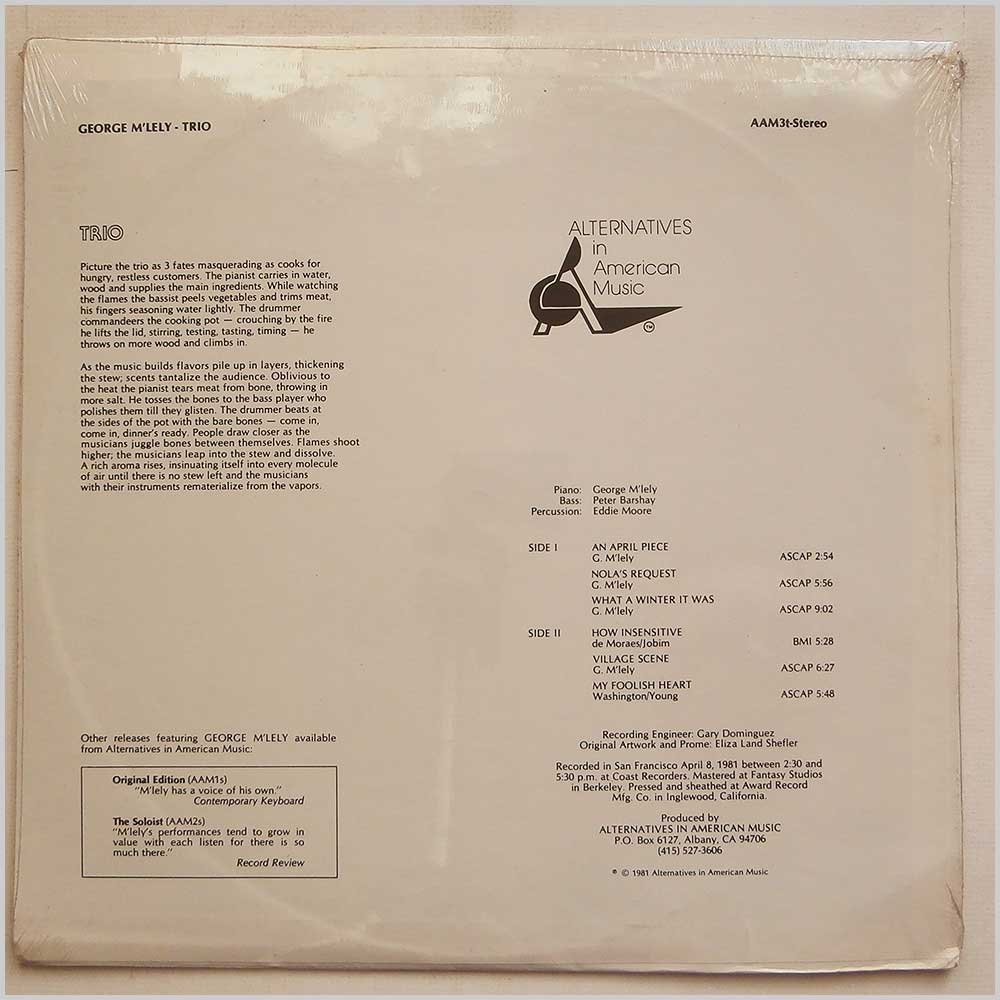 GEORGE M'LELY - TRIO
AAM3t-Stereo
TRIO
Picture the trio as 3 fates masquerading as cooks for
hungry, restless customers. The pianist carries in water,
wood and supplies the main ingredients. While watching
the flames the bassist peels vegetables and trims meat,
his fingers seasoning water lightly. The drummer
commandeers the cooking pot — crouching by the fire
he lifts the lid, stirring, testing, tasting, timing — he
throws on more wood and climbs in.
As the music builds flavors pile up in layers, thickening
the stew; scents tantalize the audience. Oblivious to
the heat the pianist tears meat from bone, throwing in
more salt. He tosses the bones to the bass player who
polishes them till they glisten. The drummer beats at
the sides of the pot with the bare bones — come in,
come in, dinner's ready. People draw closer as the
musicians juggle bones between themselves. Flames shoot
higher; the musicians leap into the stew and dissolve.
A rich aroma rises, insinuating itself into every molecule
of air until there is no stew left and the musicians
with their instruments rematerialize from the vapors.
Other releases featuring GEORGE M'LELY available
from Alternatives in American Music:
Original Edition (AAM1s)
"M'lely has a voice of his own."
Contemporary Keyboard
The Soloist (AAM2s)
"M'lely's performances tend to grow in
value with each listen for there is so
much there."
Record Review
ALTERNATIVES
in
American
Music
TM
Piano: George M'lely
Bass: Peter Barshay
Percussion: Eddie Moore
SIDE I AN APRIL PIECE
G. M'lely ASCAP 2:54
NOLA'S REQUEST
G. M'lely ASCAP 5:56
WHAT A WINTER IT WAS
G. M'lely ASCAP 9:02
SIDE II HOW INSENSITIVE
de Moraes/Jobim BMI 5:28
VILLAGE SCENE
G. M'lely ASCAP 6:27
MY FOOLISH HEART
Washington/Young ASCAP 5:48
Recording Engineer: Gary Dominguez
Original Artwork and Prome: Eliza Land Shefler
Recorded in San Francisco April 8, 1981 between 2:30 and
5:30 p.m. at Coast Recorders. Mastered at Fantasy Studios
in Berkeley. Pressed and sheathed at Award Record
Mfg. Co. in Inglewood, California.
Produced by
ALTERNATIVES IN AMERICAN MUSIC
P.O. Box 6127, Albany, CA 94706
(415) 527-3606
℗ © 1981 Alternatives in American Music